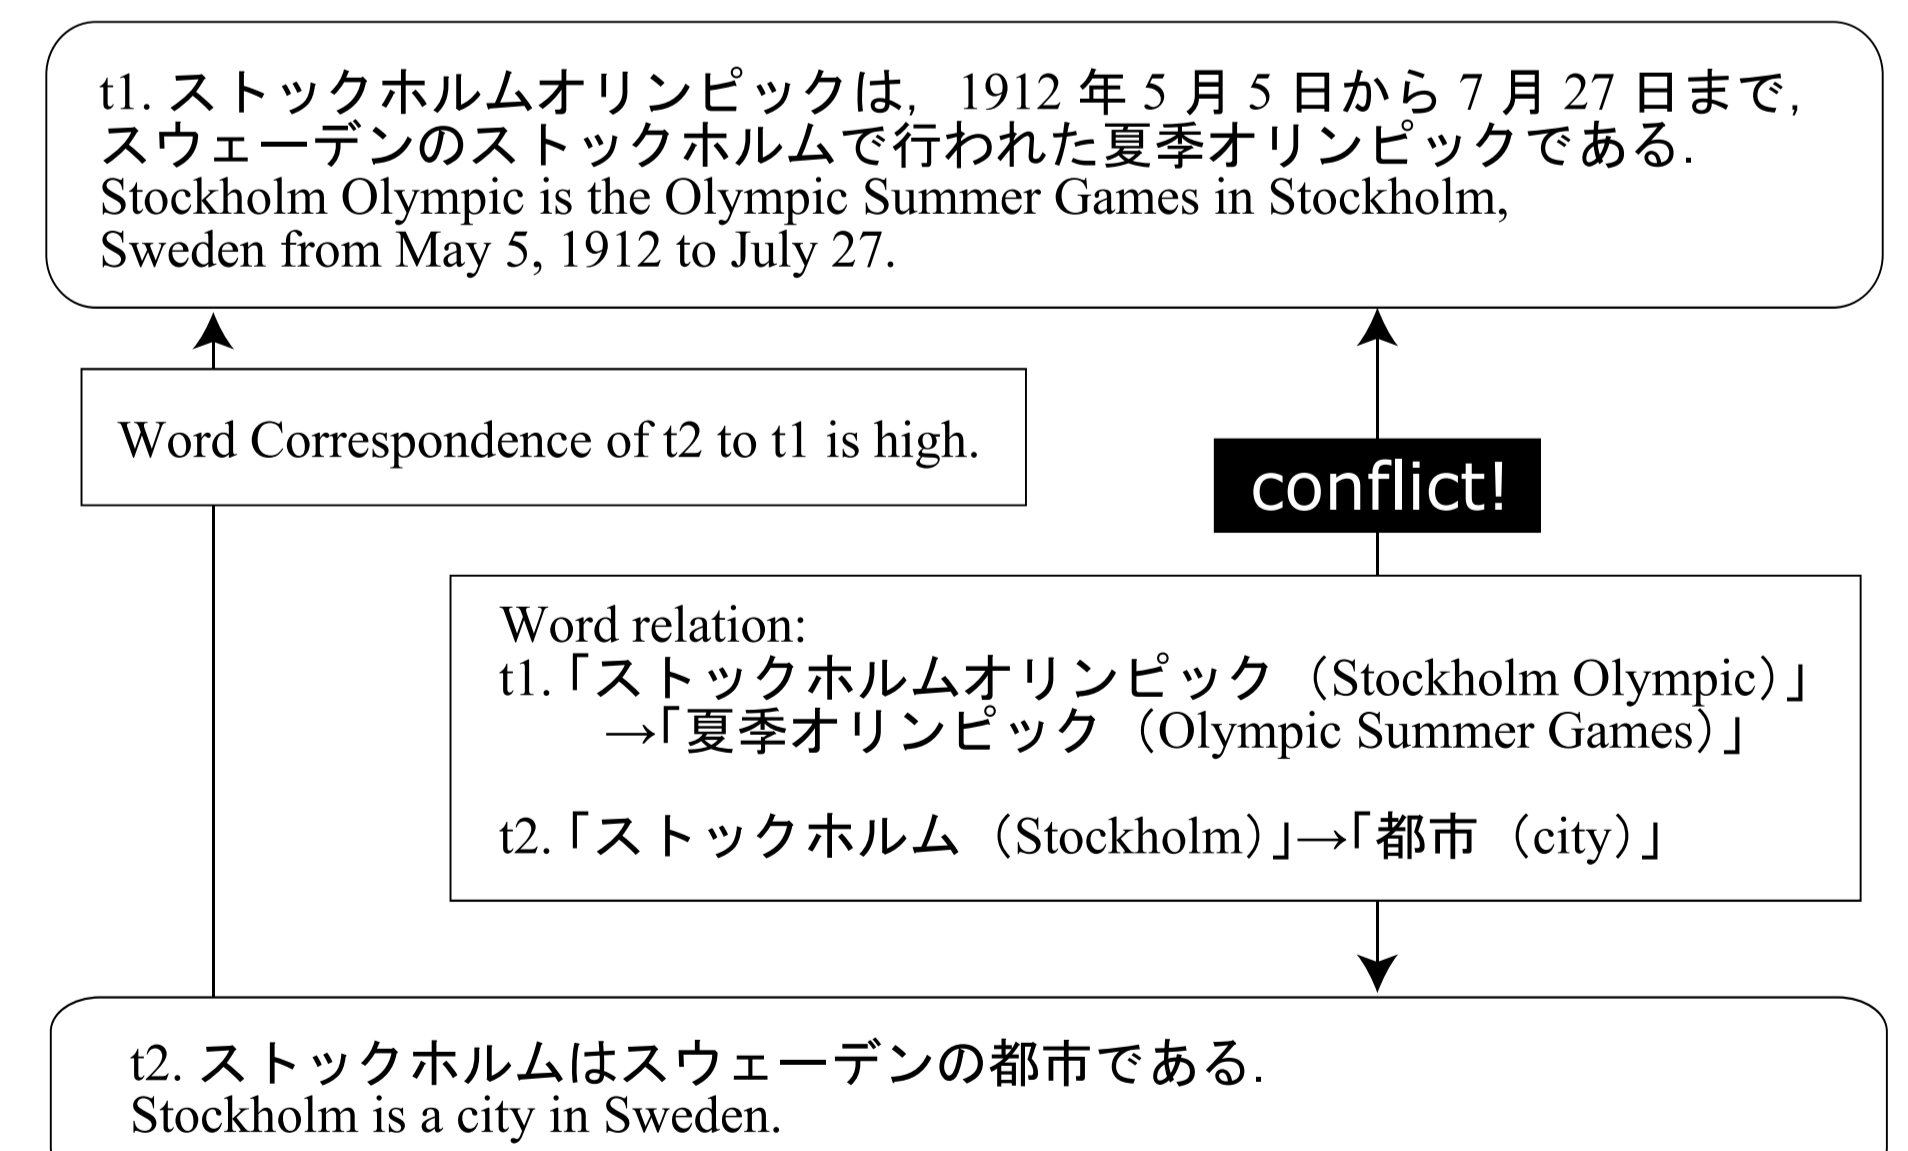 t1. ストックホルムオリンピックは，1912 年 5 月 5 日から 7 月 27 日まで，
スウェーデンのストックホルムで行われた夏季オリンピックである．
Stockholm Olympic is the Olympic Summer Games in Stockholm,
Sweden from May 5, 1912 to July 27.
Word Correspondence of t2 to t1 is high.
conflict!
Word relation:
t1.「ストックホルムオリンピック（Stockholm Olympic）」
→「夏季オリンピック（Olympic Summer Games）」
t2.「ストックホルム（Stockholm）」→「都市（city）」
t2. ストックホルムはスウェーデンの都市である．
Stockholm is a city in Sweden.